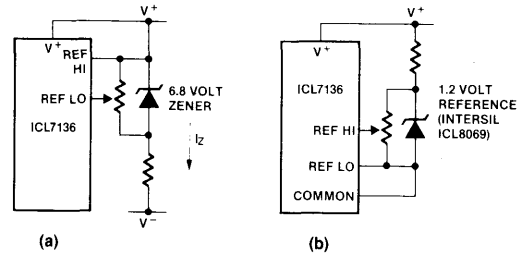 V+
V+
REF
HI
REF LO
ICL7136
6.8 VOLT
ZENER
IZ
V−
(a)
V+
V+
ICL7136
REF HI
REF LO
COMMON
1.2 VOLT
REFERENCE
(INTERSIL
ICL8069)
(b)